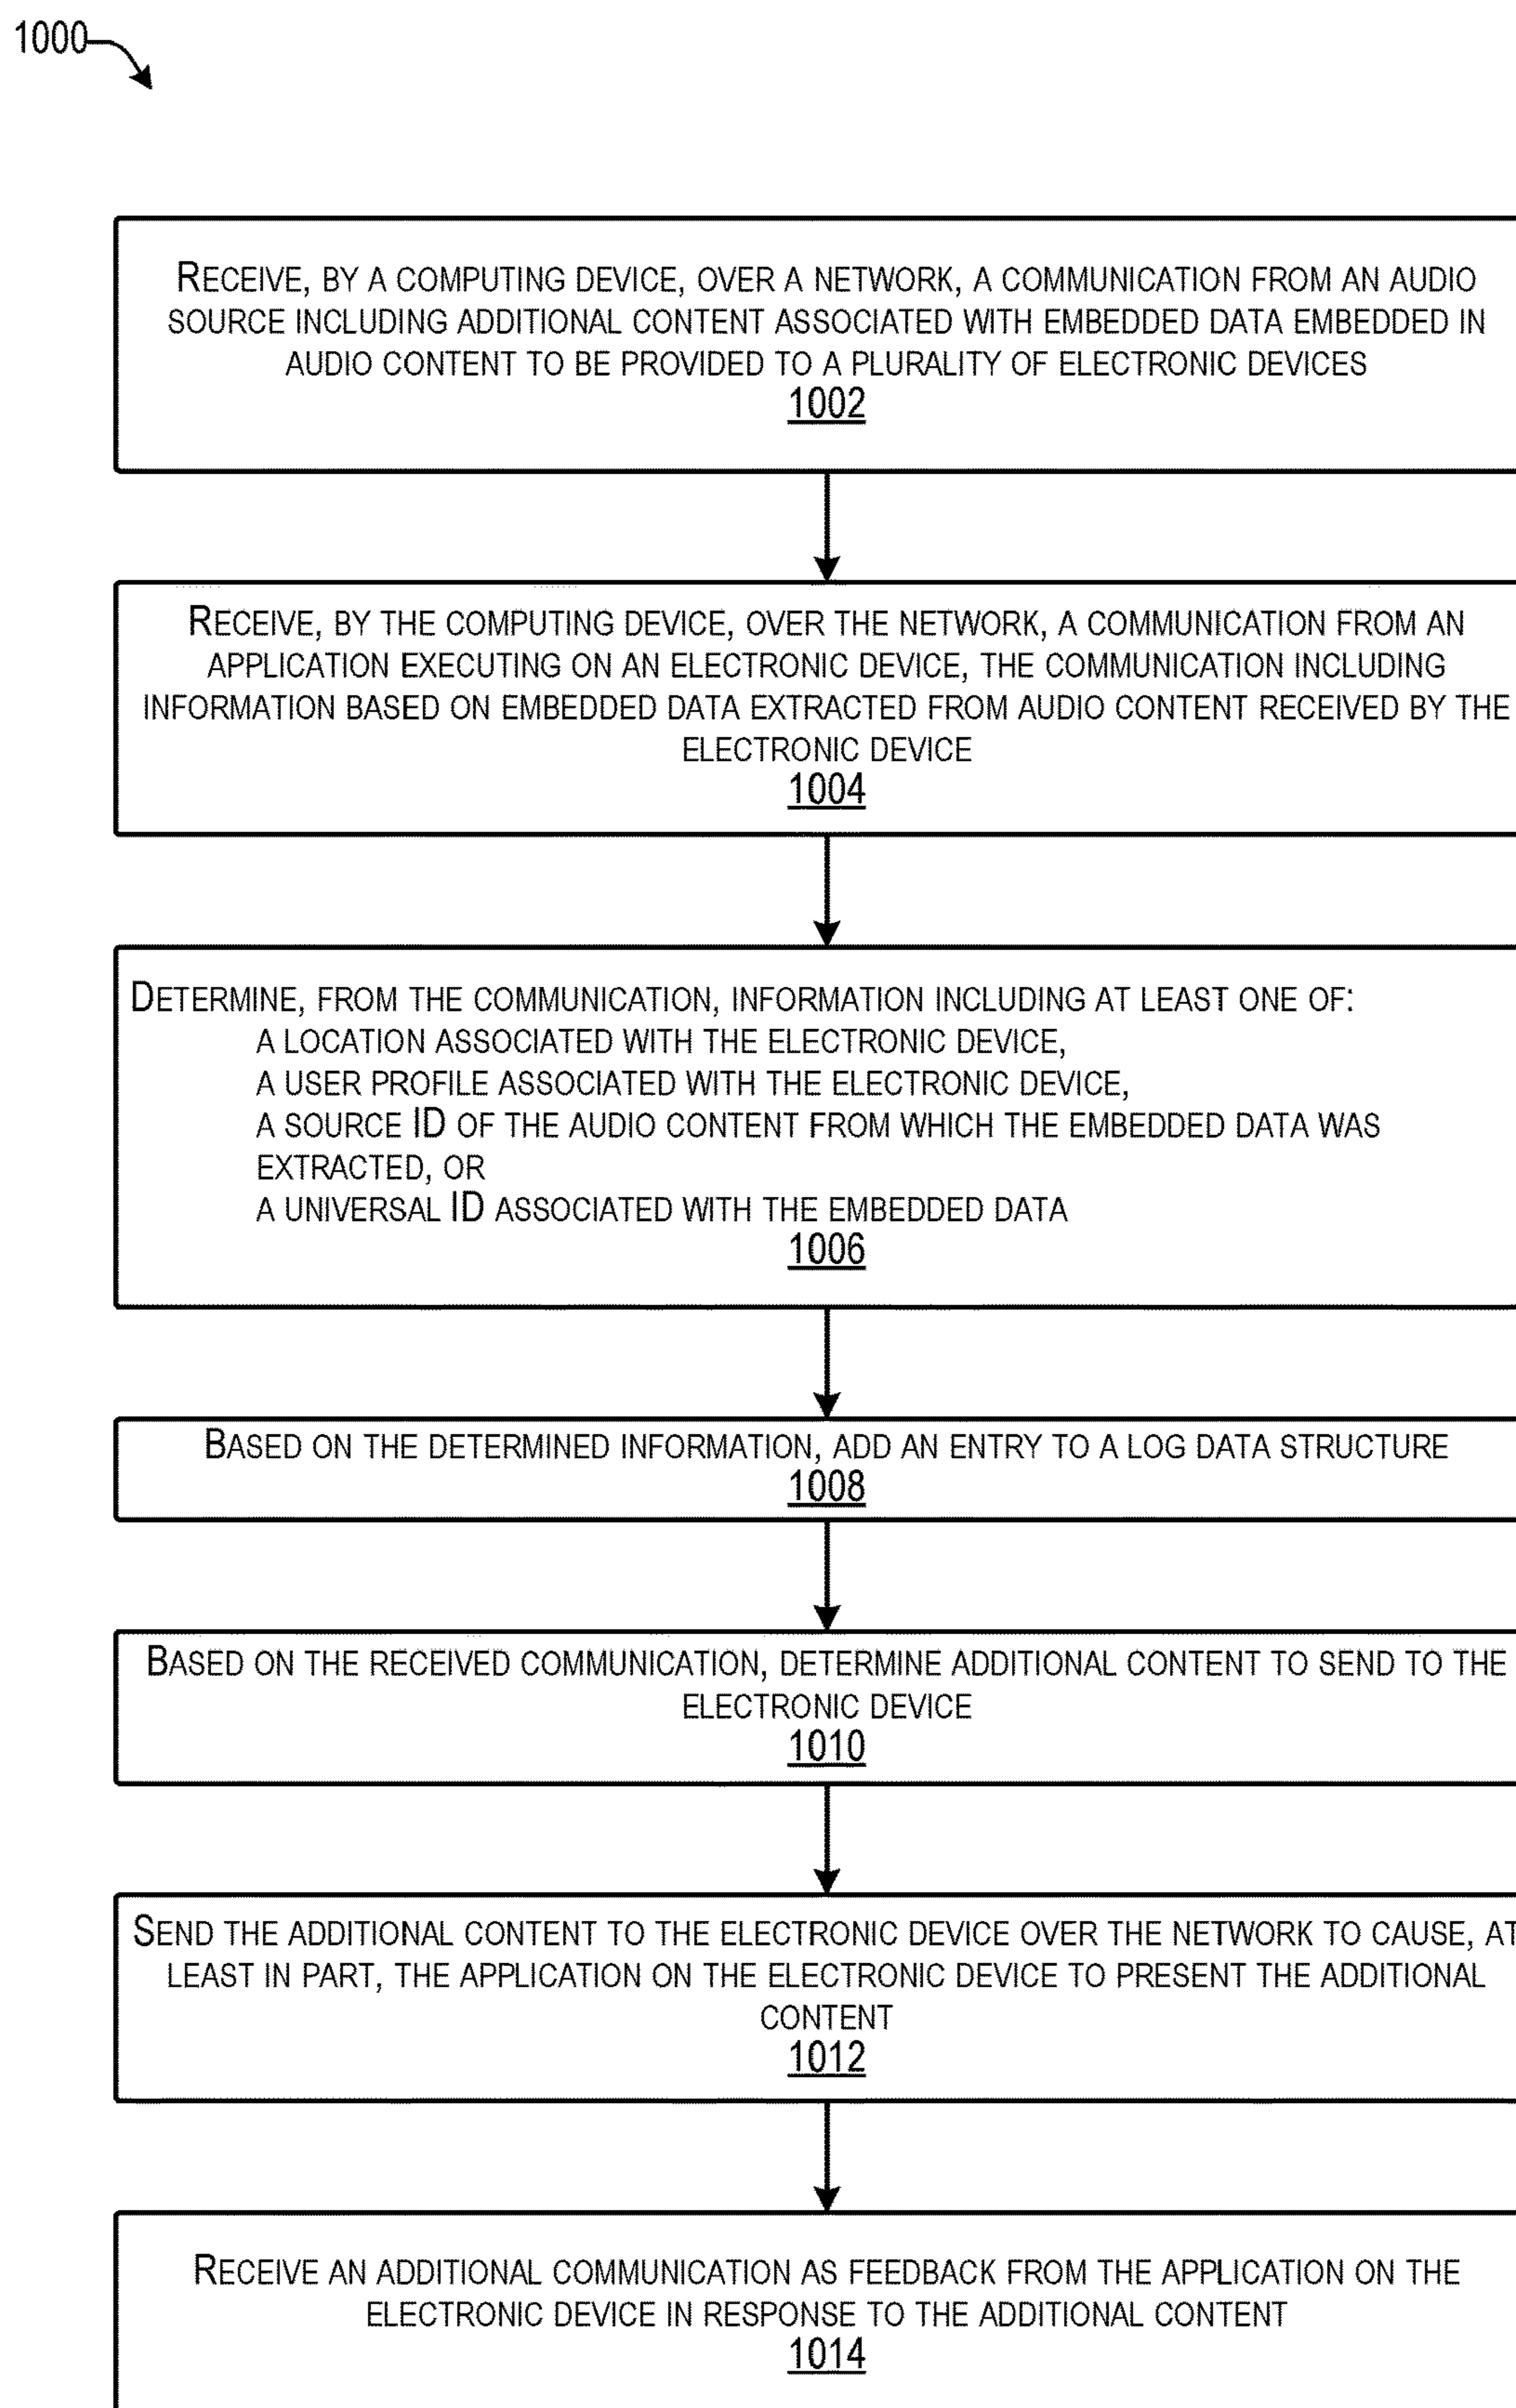 1000
RECEIVE, BY A COMPUTING DEVICE, OVER A NETWORK, A COMMUNICATION FROM AN AUDIO
SOURCE INCLUDING ADDITIONAL CONTENT ASSOCIATED WITH EMBEDDED DATA EMBEDDED IN
AUDIO CONTENT TO BE PROVIDED TO A PLURALITY OF ELECTRONIC DEVICES
1002
RECEIVE, BY THE COMPUTING DEVICE, OVER THE NETWORK, A COMMUNICATION FROM AN
APPLICATION EXECUTING ON AN ELECTRONIC DEVICE, THE COMMUNICATION INCLUDING
INFORMATION BASED ON EMBEDDED DATA EXTRACTED FROM AUDIO CONTENT RECEIVED BY THE
ELECTRONIC DEVICE
1004
DETERMINE, FROM THE COMMUNICATION, INFORMATION INCLUDING AT LEAST ONE OF:
A LOCATION ASSOCIATED WITH THE ELECTRONIC DEVICE,
A USER PROFILE ASSOCIATED WITH THE ELECTRONIC DEVICE,
A SOURCE ID OF THE AUDIO CONTENT FROM WHICH THE EMBEDDED DATA WAS
EXTRACTED, OR
A UNIVERSAL ID ASSOCIATED WITH THE EMBEDDED DATA
1006
BASED ON THE DETERMINED INFORMATION, ADD AN ENTRY TO A LOG DATA STRUCTURE
1008
BASED ON THE RECEIVED COMMUNICATION, DETERMINE ADDITIONAL CONTENT TO SEND TO THE
ELECTRONIC DEVICE
1010
SEND THE ADDITIONAL CONTENT TO THE ELECTRONIC DEVICE OVER THE NETWORK TO CAUSE, AT
LEAST IN PART, THE APPLICATION ON THE ELECTRONIC DEVICE TO PRESENT THE ADDITIONAL
CONTENT
1012
RECEIVE AN ADDITIONAL COMMUNICATION AS FEEDBACK FROM THE APPLICATION ON THE
ELECTRONIC DEVICE IN RESPONSE TO THE ADDITIONAL CONTENT
1014